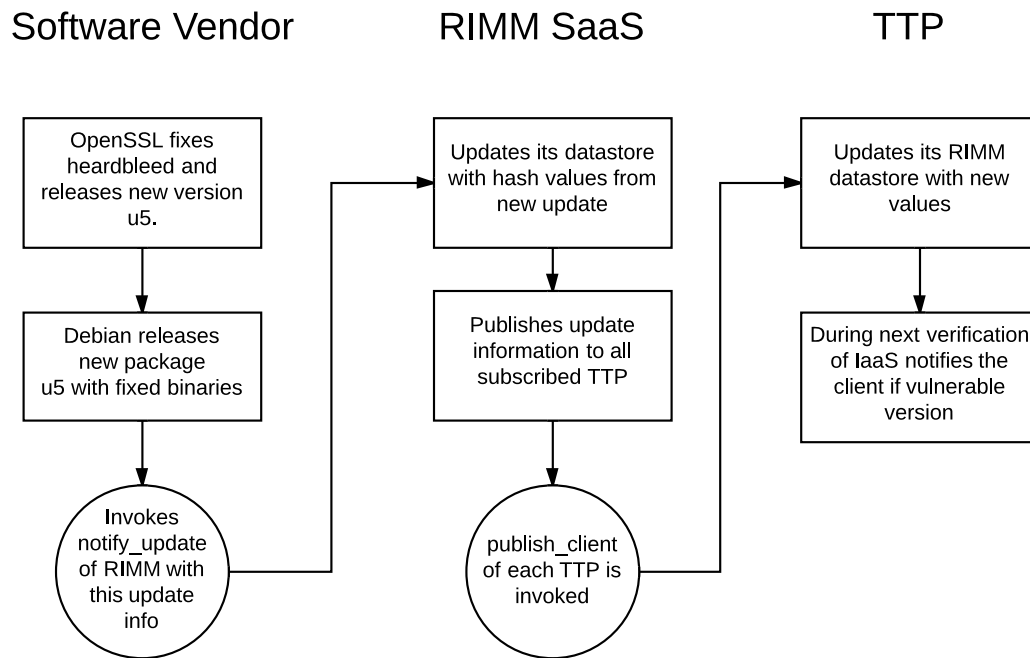 Software Vendor
RIMM SaaS
TTP
OpenSSL fixes
heardbleed and
releases new version
u5.
Debian releases
new package
u5 with fixed binaries
Invokes
notify_update
of RIMM with
this update
info
Updates its datastore
with hash values from
new update
Publishes update
information to all
subscribed TTP
publish_client
of each TTP is
invoked
Updates its RIMM
datastore with new
values
During next verification
of IaaS notifies the
client if vulnerable
version